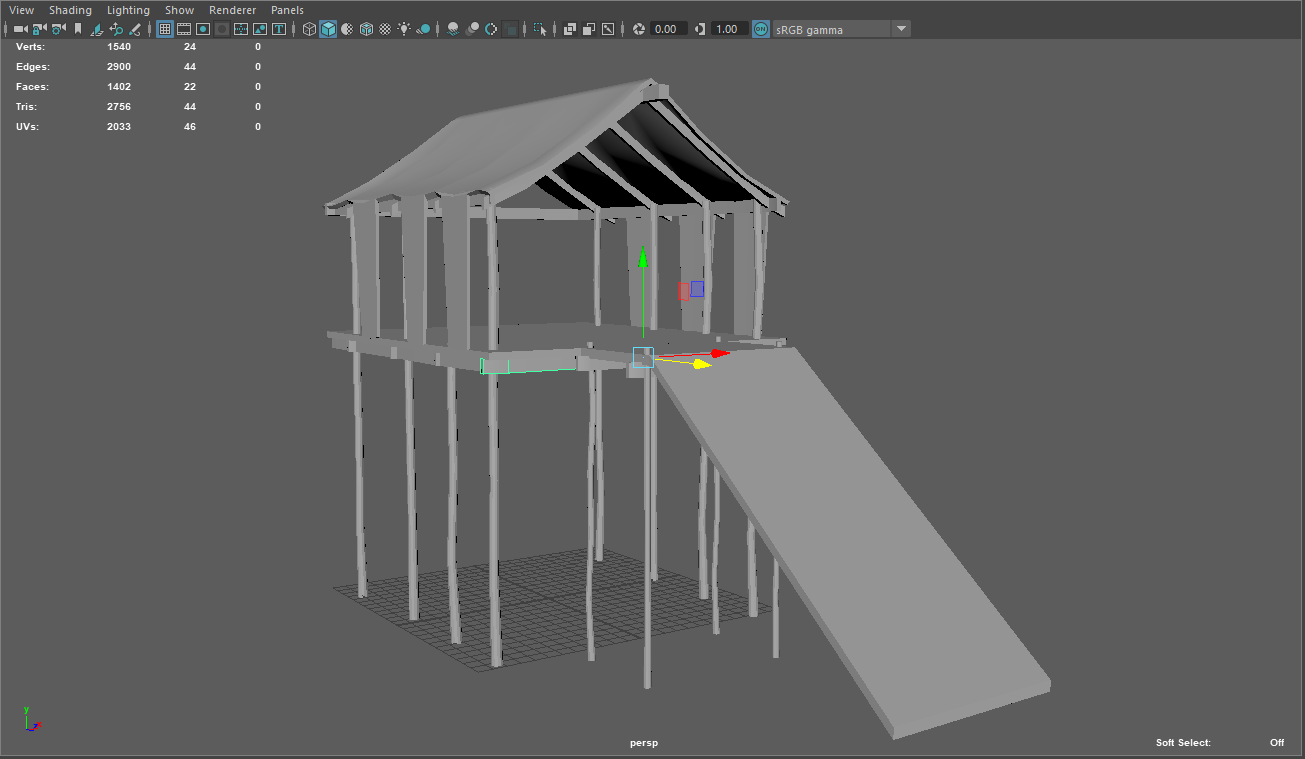 View Shading Lighting Show Renderer Panels
0.00 1.00 ON sRGB gamma
Verts: 1540 24 0
Edges: 2900 44 0
Faces: 1402 22 0
Tris: 2756 44 0
UVs: 2033 46 0
y
persp
Soft Select: Off